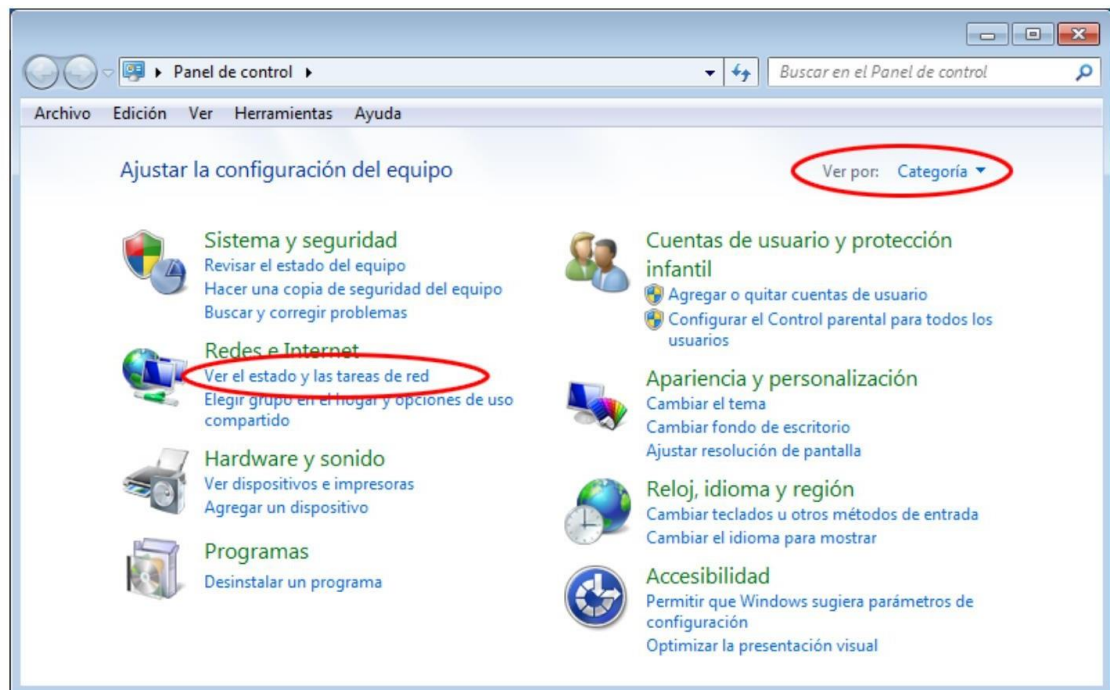 Panel de control
Buscar en el Panel de control
Archivo Edición Ver Herramientas Ayuda
Ajustar la configuración del equipo
Ver por: Categoría
Sistema y seguridad
Revisar el estado del equipo
Hacer una copia de seguridad del equipo
Buscar y corregir problemas
Redes e Internet
Ver el estado y las tareas de red
Elegir grupo en el hogar y opciones de uso
compartido
Hardware y sonido
Ver dispositivos e impresoras
Agregar un dispositivo
Programas
Desinstalar un programa
Cuentas de usuario y protección
infantil
Agregar o quitar cuentas de usuario
Configurar el Control parental para todos los
usuarios
Apariencia y personalización
Cambiar el tema
Cambiar fondo de escritorio
Ajustar resolución de pantalla
Reloj, idioma y región
Cambiar teclados u otros métodos de entrada
Cambiar el idioma para mostrar
Accesibilidad
Permitir que Windows sugiera parámetros de
configuración
Optimizar la presentación visual